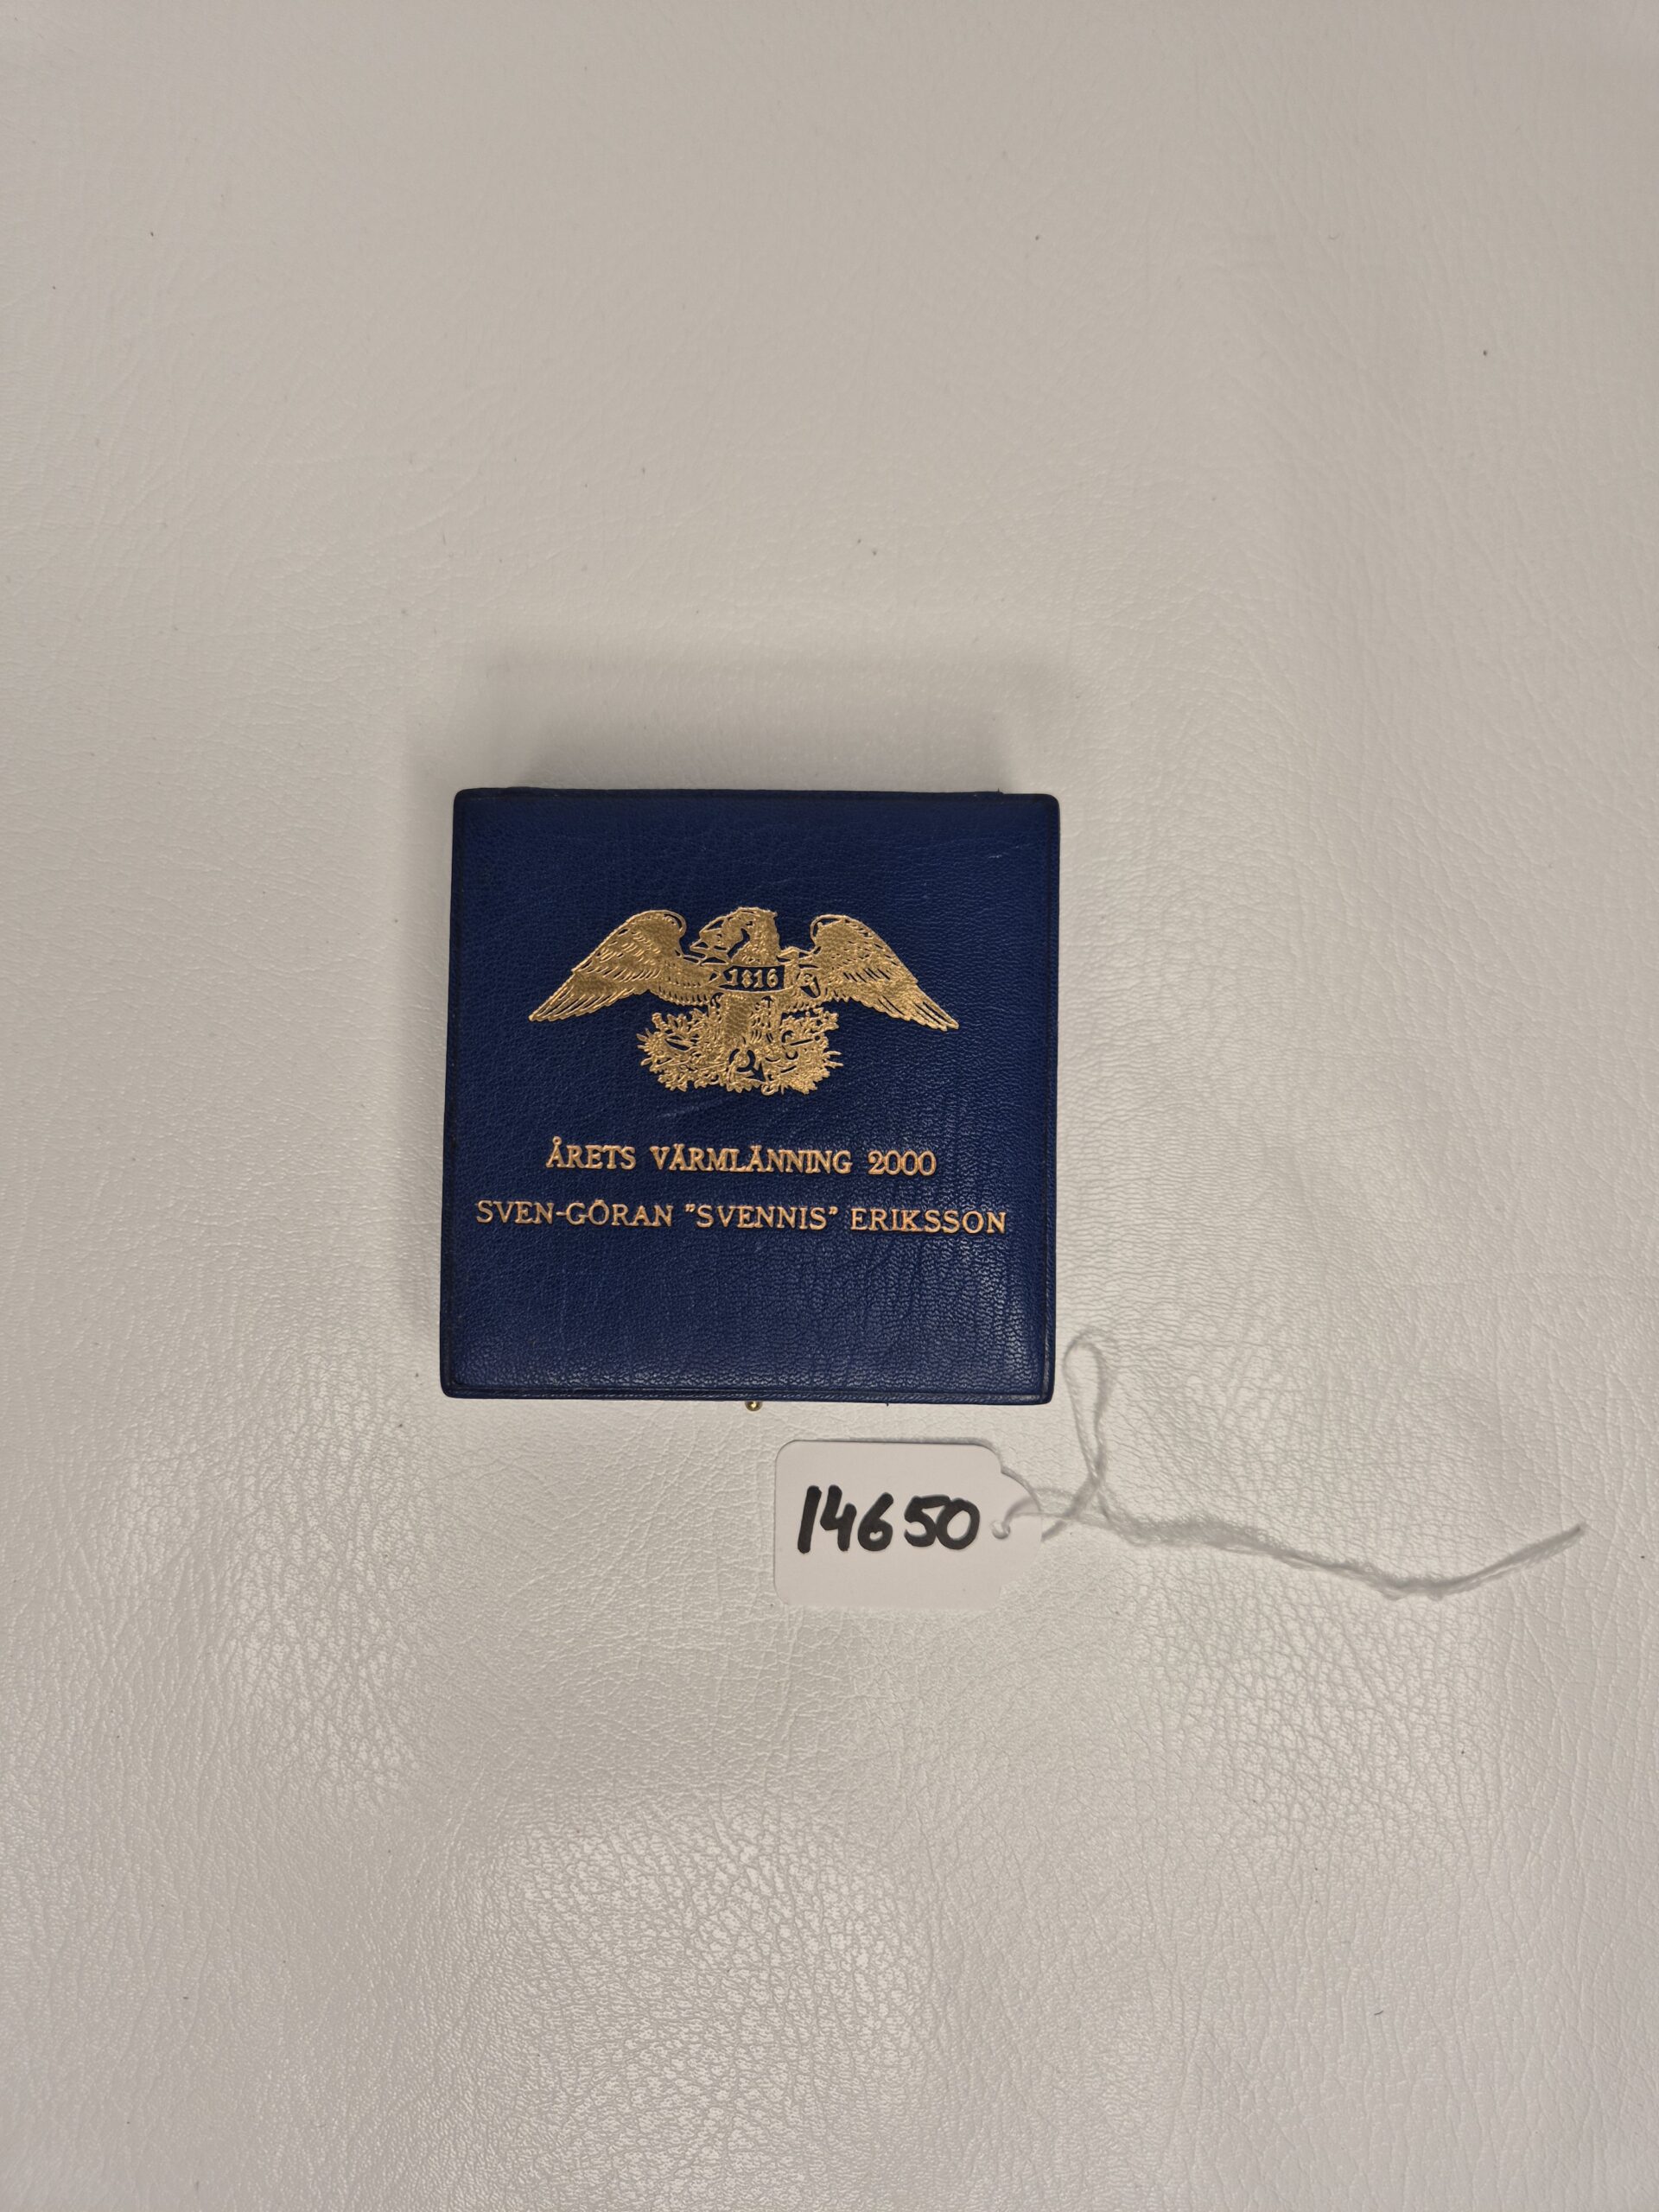 1816
ÅRETS VÄRMLÄNNING 2000
SVEN-GÖRAN "SVENNIS" ERIKSSON
14650